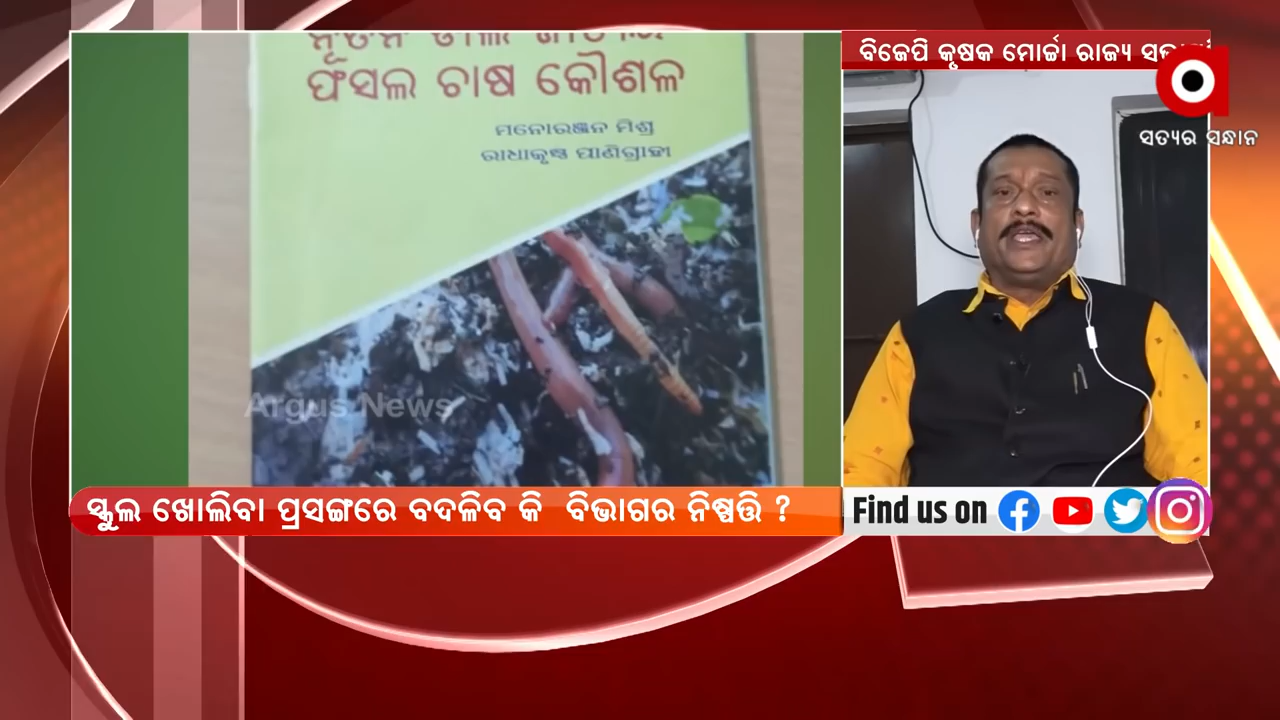 ଫସଲ ଚାଷ କୌଶଳ
ମନୋରଞ୍ଜନ ମିଶ୍ର
ରାଧାକୃଷ୍ଣ ପାଣିଗ୍ରାହୀ
Argus News
ବିଜେପି କୃଷକ ମୋର୍ଚ୍ଚା ରାଜ୍ୟ
ସତ୍ୟର ସନ୍ଧାନ
ସ୍କୁଲ ଖୋଲିବା ପ୍ରସଙ୍ଗରେ ବଦଳିବ କି ବିଭାଗର ନିଷ୍ପତ୍ତି ?
Find us on